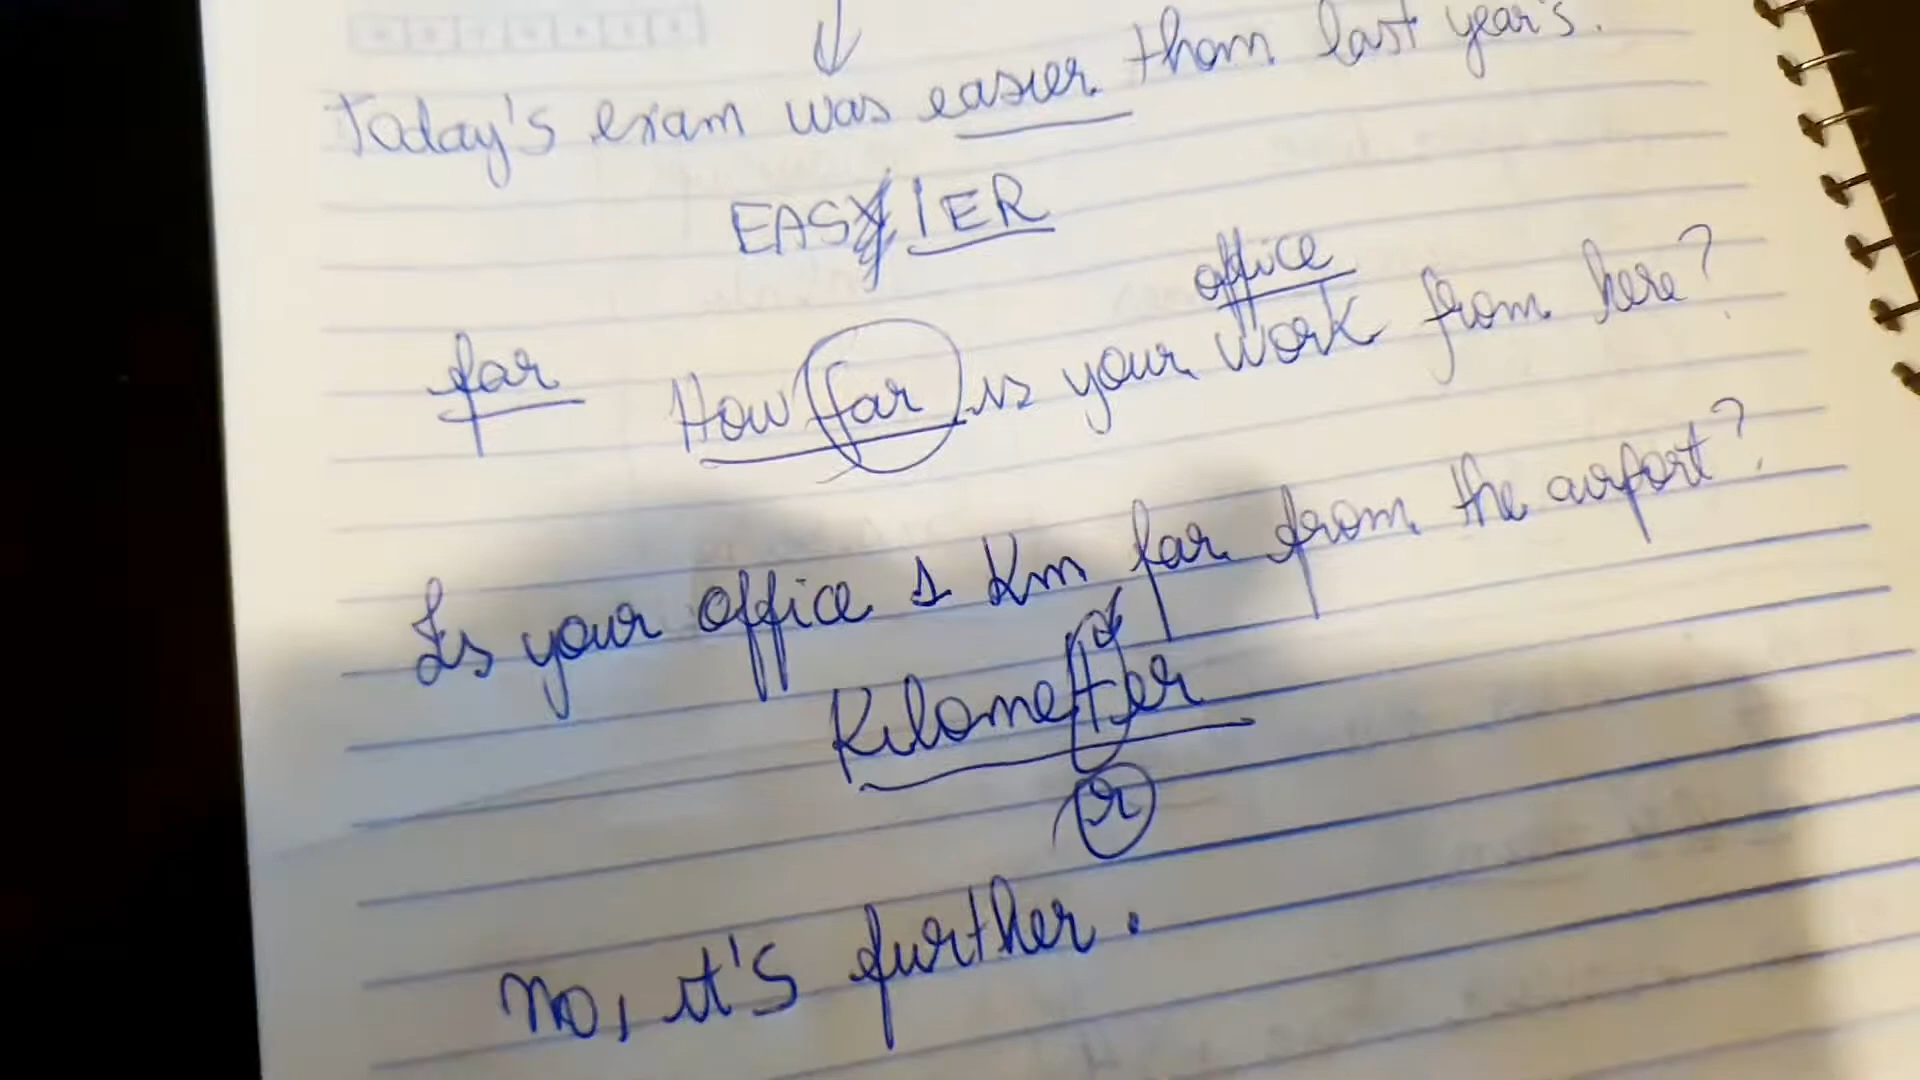 Today's exam was easier than last year's.
EASYIER
office
far How far is your work from here?
Is your office 1 Km far from the airport?
d
Kilometer
r
No, it's further.